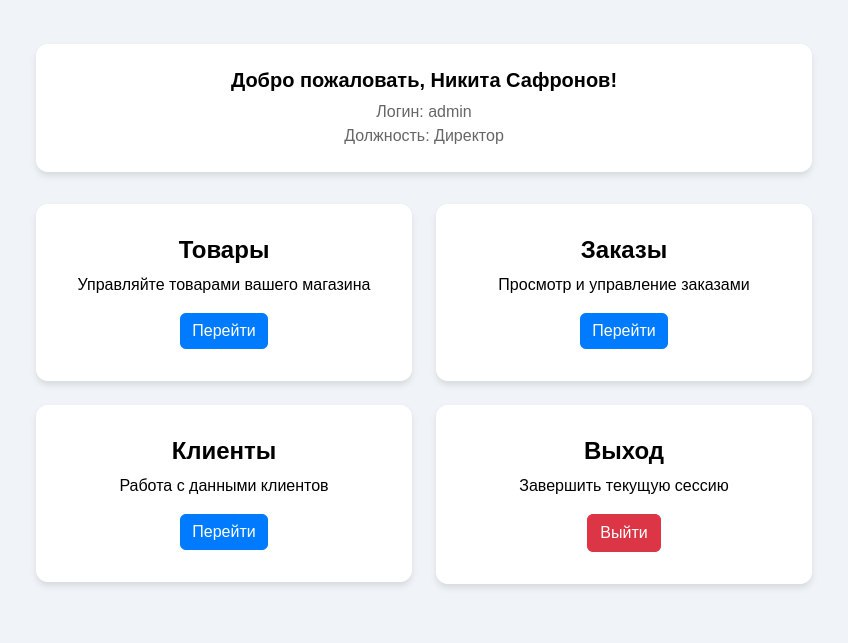 Добро пожаловать, Никита Сафронов!
Логин: admin
Должность: Директор
Товары
Управляйте товарами вашего магазина
Перейти
Заказы
Просмотр и управление заказами
Перейти
Клиенты
Работа с данными клиентов
Перейти
Выход
Завершить текущую сессию
Выйти